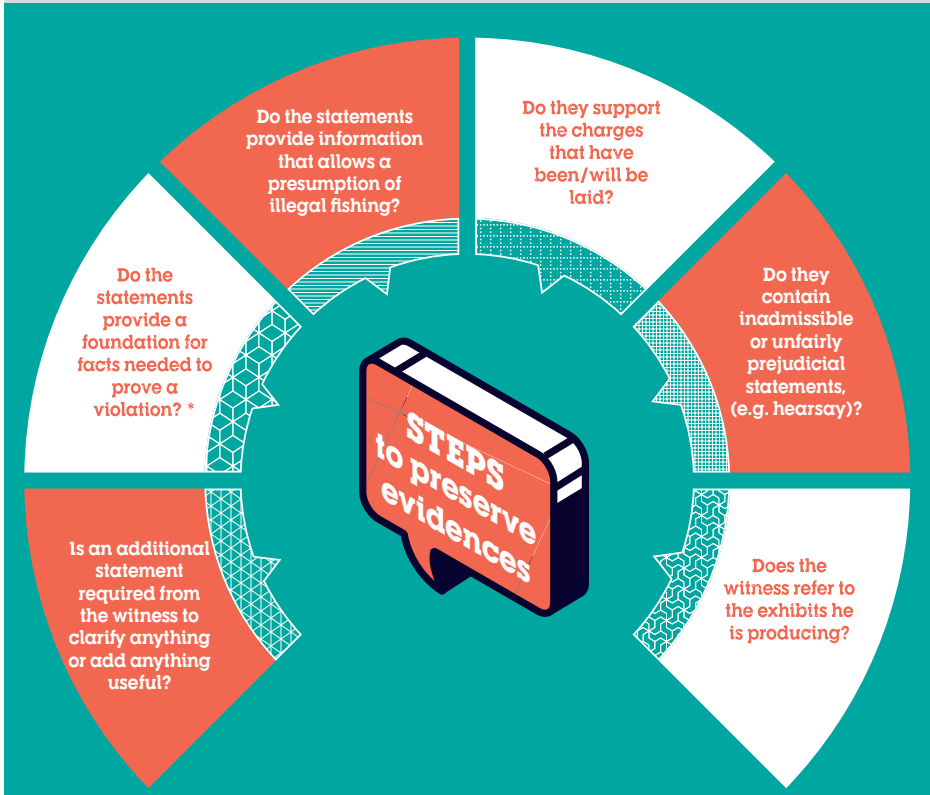 Do the statements
provide information
that allows a
presumption of
illegal fishing?
Do they support
the charges
that have
been/will be
laid?
Do the
statements
provide a
foundation for
facts needed to
prove a
violation? *
Do they
contain
inadmissible
or unfairly
prejudicial
statements,
(e.g. hearsay)?
STEPS
to preserve
evidences
Is an additional
statement
required from
the witness to
clarify anything
or add anything
useful?
Does the
witness refer to
the exhibits he
is producing?